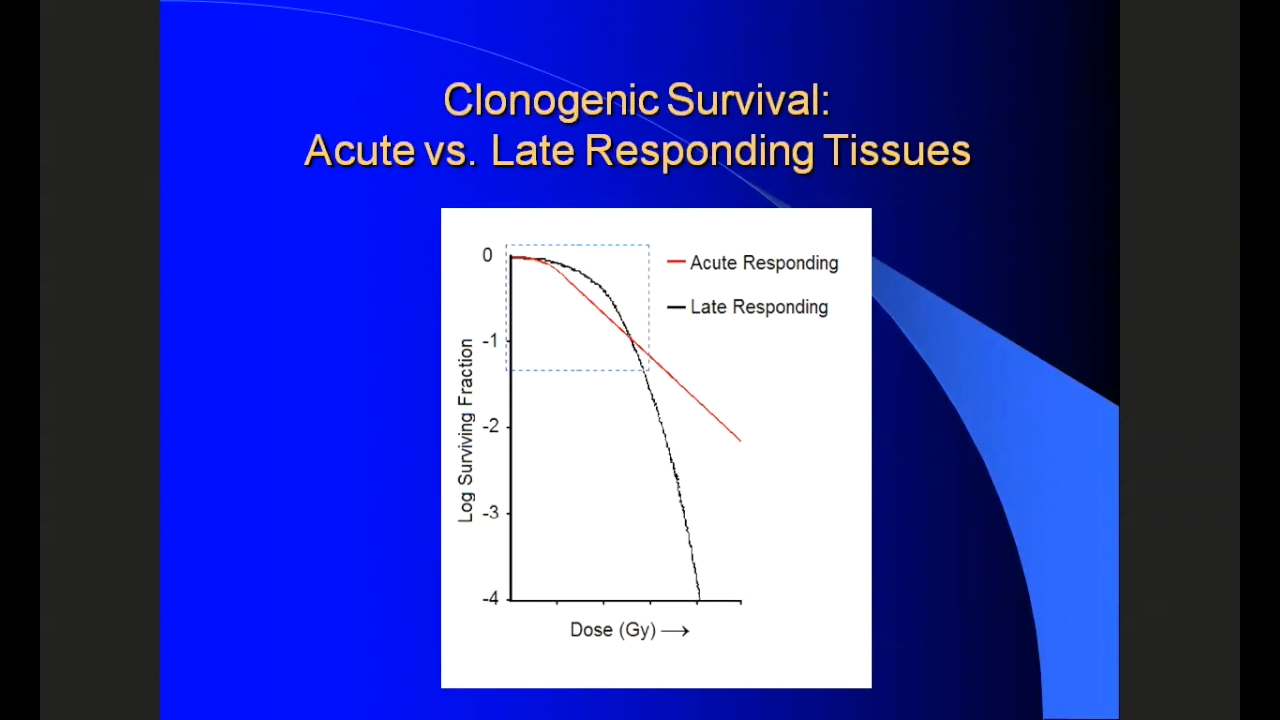 Clonogenic Survival:
Acute vs. Late Responding Tissues
0
-1
-2
-3
-4
Log Surviving Fraction
Acute Responding
Late Responding
Dose (Gy) →